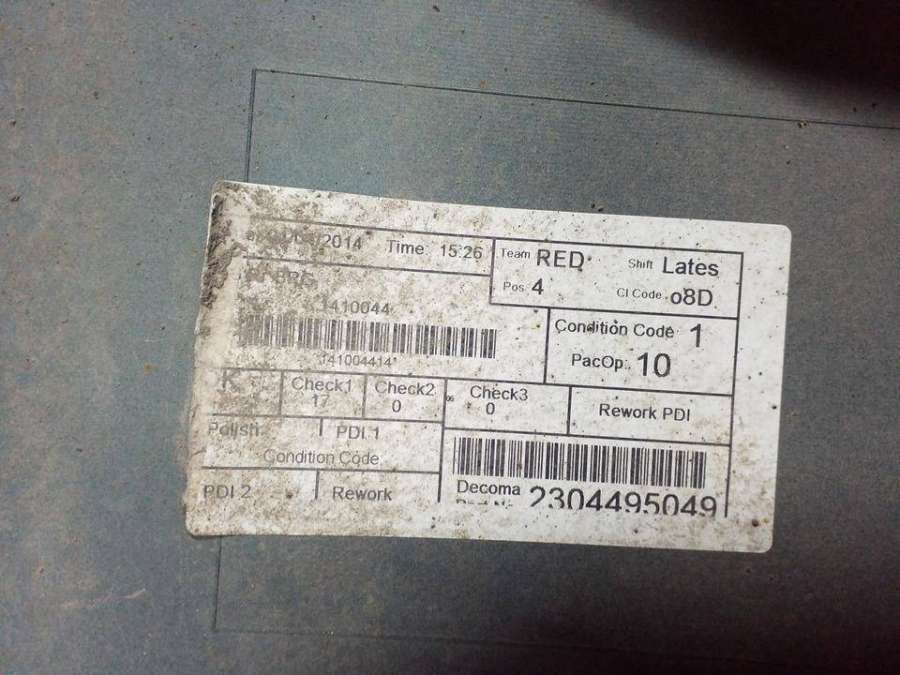 /2014 Time: 15:26
Team RED Shift Lates
Pos 4 CI Code o8D
1410044
141004414
Condition Code 1
PacOp: 10
K
Check1 Check2 Check3
17 0 0
Rework PDI
Polish PDI 1
Condition Code
PDI 2 Rework
Decoma 2304495049